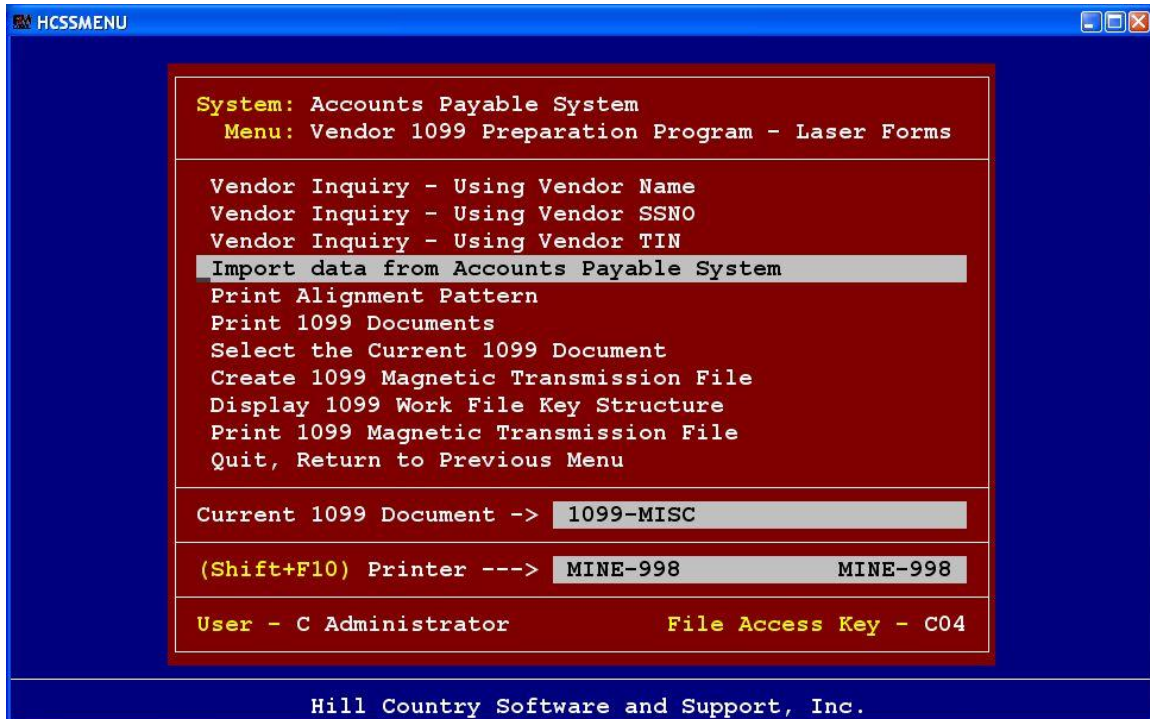 HCSSMENU
System: Accounts Payable System
Menu: Vendor 1099 Preparation Program - Laser Forms
Vendor Inquiry - Using Vendor Name
Vendor Inquiry - Using Vendor SSNO
Vendor Inquiry - Using Vendor TIN
Import data from Accounts Payable System
Print Alignment Pattern
Print 1099 Documents
Select the Current 1099 Document
Create 1099 Magnetic Transmission File
Display 1099 Work File Key Structure
Print 1099 Magnetic Transmission File
Quit, Return to Previous Menu
Current 1099 Document -> 1099-MISC
(Shift+F10) Printer ---> MINE-998 MINE-998
User - C Administrator File Access Key - C04
Hill Country Software and Support, Inc.